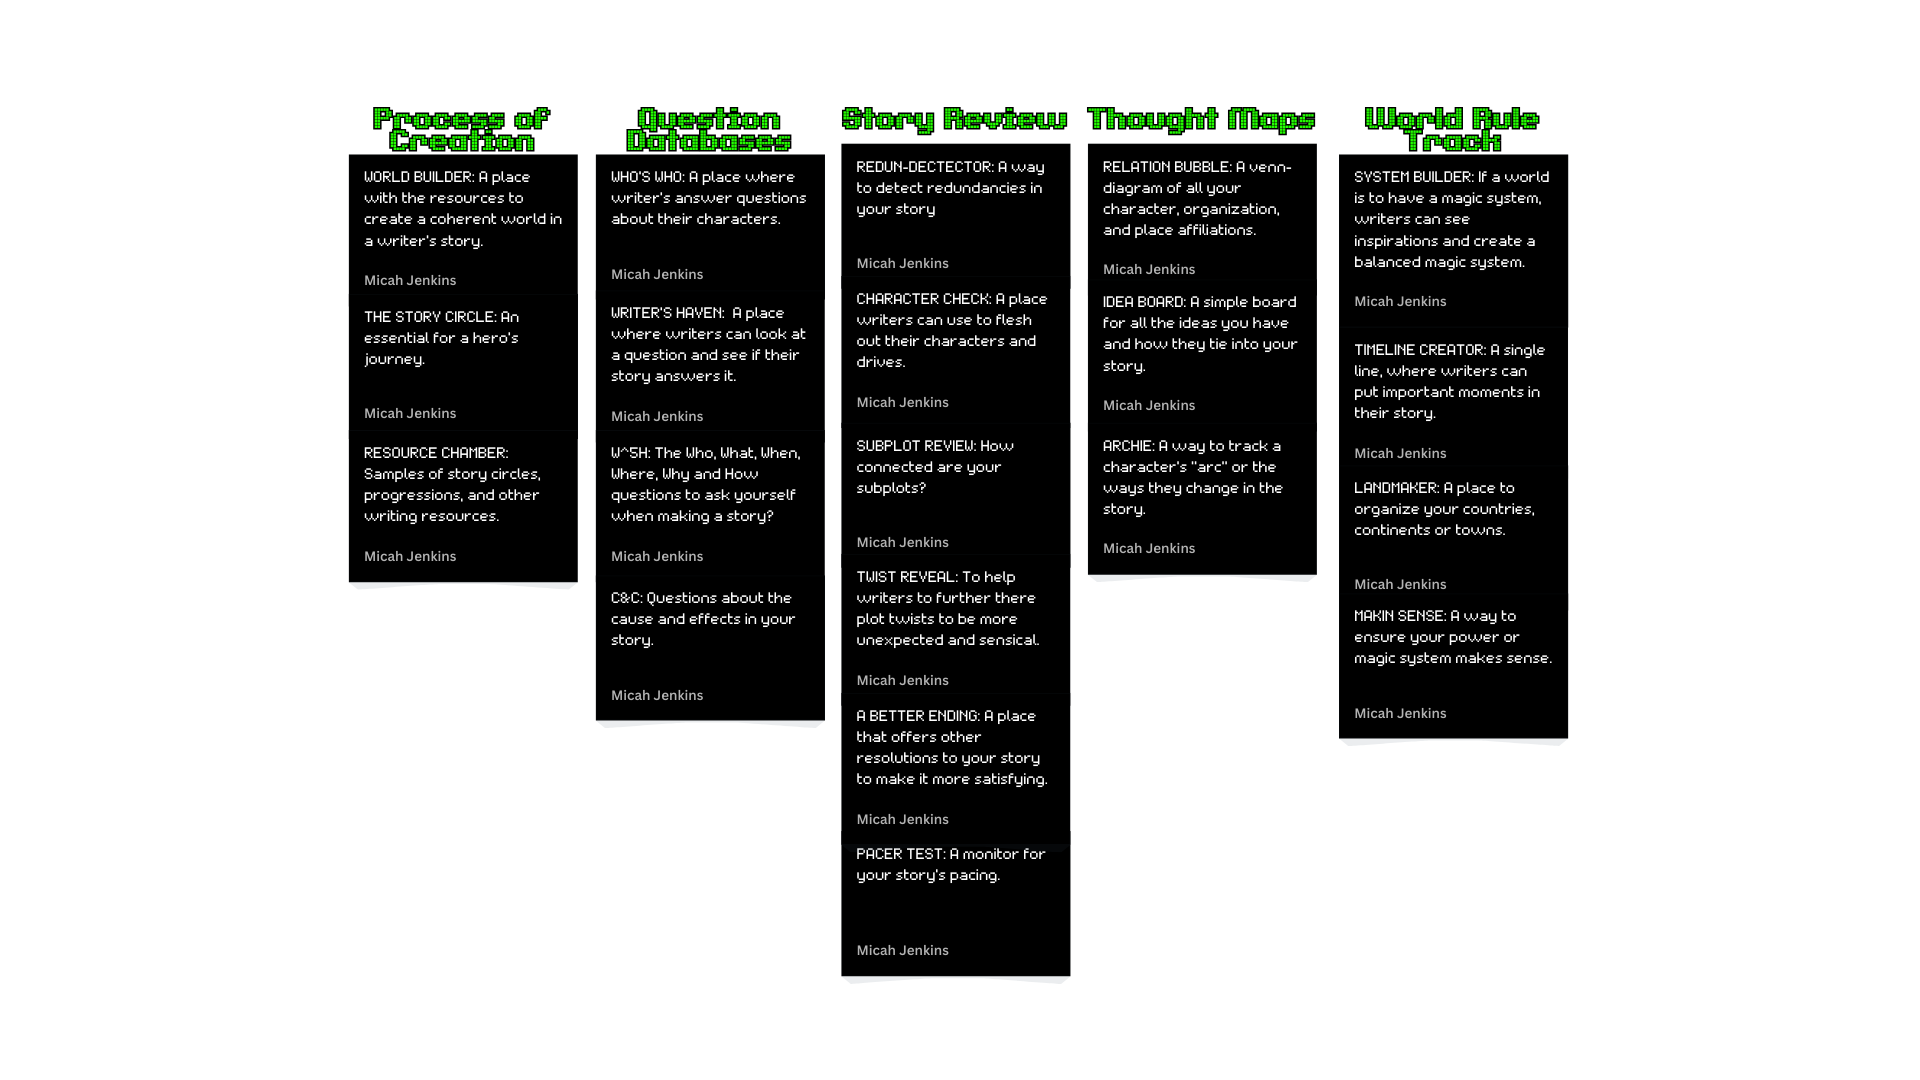 Process of
Creation
WORLD BUILDER: A place
with the resources to
create a coherent world in
a writer's story.
Micah Jenkins
THE STORY CIRCLE: An
essential for a hero's
journey.
Micah Jenkins
RESOURCE CHAMBER:
Samples of story circles,
progressions, and other
writing resources.
Micah Jenkins
Question
Databases
WHO'S WHO: A place where
writer's answer questions
about their characters.
Micah Jenkins
WRITER'S HAVEN:  A place
where writers can look at
a question and see if their
story answers it.
Micah Jenkins
W^5H: The Who, What, When,
Where, Why and How
questions to ask yourself
when making a story?
Micah Jenkins
C&C: Questions about the
cause and effects in your
story.
Micah Jenkins
Story Review
REDUN-DECTECTOR: A way
to detect redundancies in
your story
Micah Jenkins
CHARACTER CHECK: A place
writers can use to flesh
out their characters and
drives.
Micah Jenkins
SUBPLOT REVIEW: How
connected are your
subplots?
Micah Jenkins
TWIST REVEAL: To help
writers to further there
plot twists to be more
unexpected and sensical.
Micah Jenkins
A BETTER ENDING: A place
that offers other
resolutions to your story
to make it more satisfying.
Micah Jenkins
PACER TEST: A monitor for
your story's pacing.
Micah Jenkins
Thought Maps
RELATION BUBBLE: A venn-
diagram of all your
character, organization,
and place affiliations.
Micah Jenkins
IDEA BOARD: A simple board
for all the ideas you have
and how they tie into your
story.
Micah Jenkins
ARCHIE: A way to track a
character's "arc" or the
ways they change in the
story.
Micah Jenkins
World Rule
Track
SYSTEM BUILDER: If a world
is to have a magic system,
writers can see
inspirations and create a
balanced magic system.
Micah Jenkins
TIMELINE CREATOR: A single
line, where writers can
put important moments in
their story.
Micah Jenkins
LANDMAKER: A place to
organize your countries,
continents or towns.
Micah Jenkins
MAKIN SENSE: A way to
ensure your power or
magic system makes sense.
Micah Jenkins